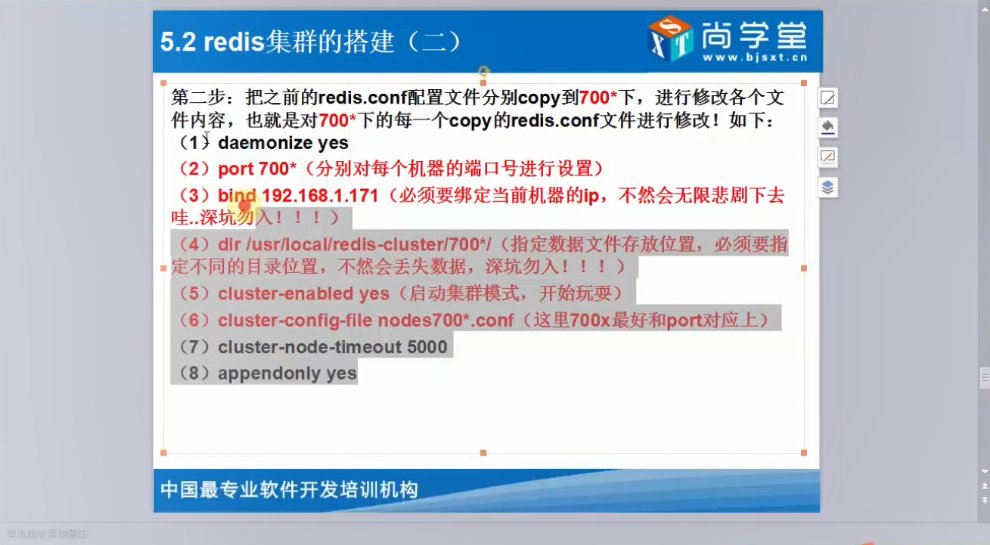 5.2 redis集群的搭建（二）
尚学堂
www.bjsxt.cn
第二步：把之前的redis.conf配置文件分别copy到700*下，进行修改各个文
件内容，也就是对700*下的每一个copy的redis.conf文件进行修改！如下：
（1）daemonize yes
（2）port 700*（分别对每个机器的端口号进行设置）
（3）bind 192.168.1.171（必须要绑定当前机器的ip，不然会无限悲剧下去
哇..深坑勿入！！！）
（4）dir /usr/local/redis-cluster/700*/（指定数据文件存放位置，必须要指
定不同的目录位置，不然会丢失数据，深坑勿入！！！）
（5）cluster-enabled yes（启动集群模式，开始玩耍）
（6）cluster-config-file nodes700*.conf（这里700x最好和port对应上）
（7）cluster-node-timeout 5000
（8）appendonly yes
中国最专业软件开发培训机构
单击此处添加备注